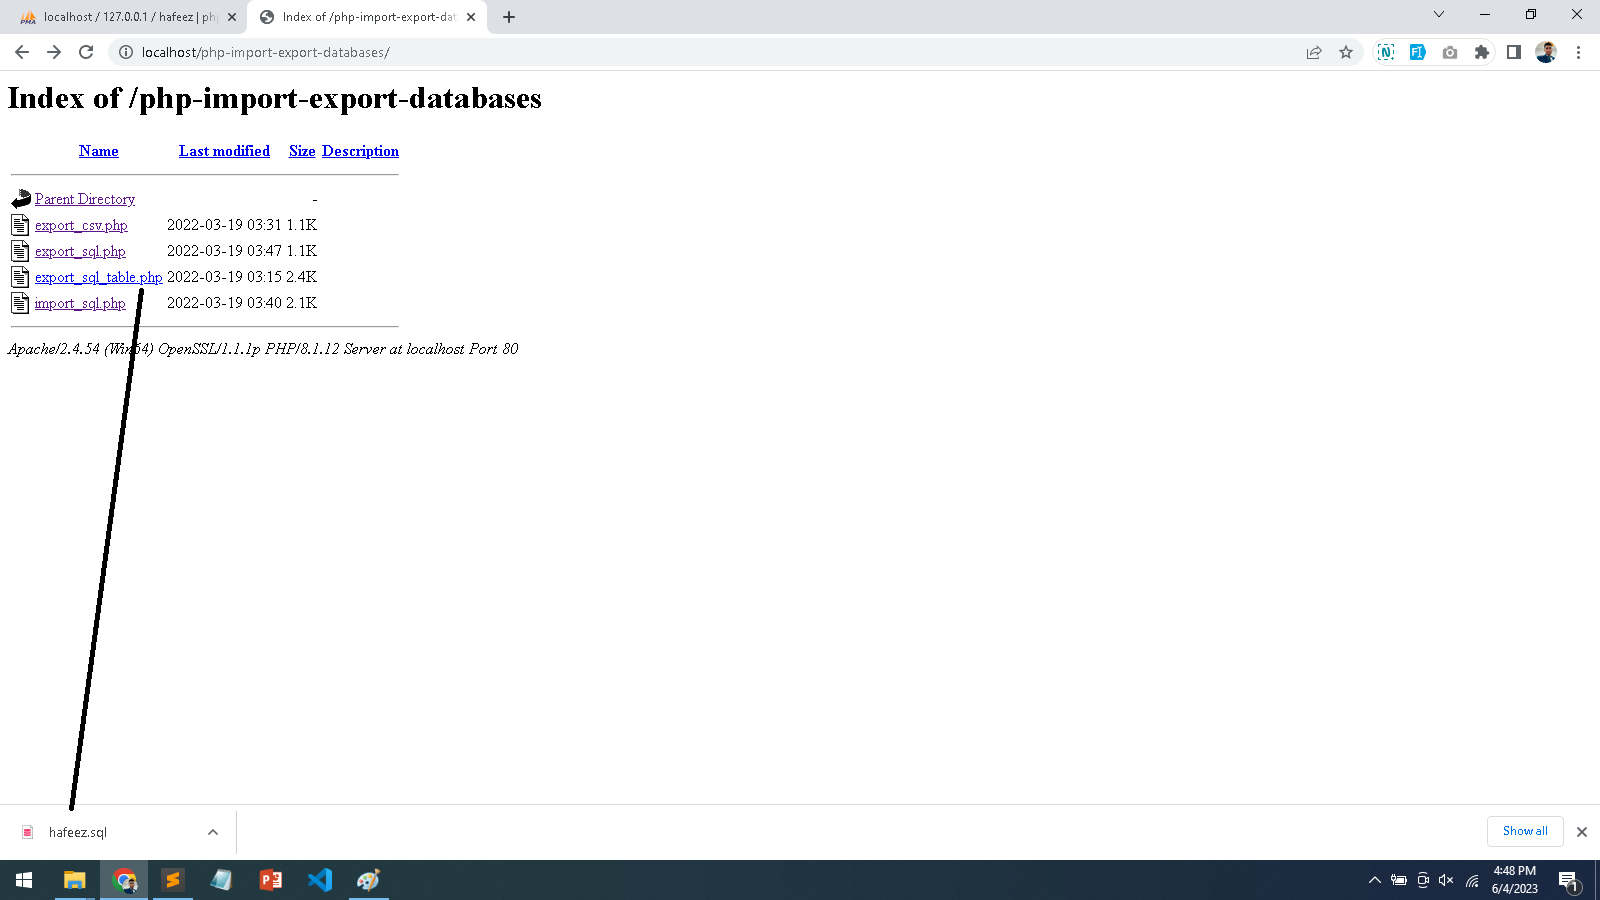 localhost / 127.0.0.1 / hafeez | ph
Index of /php-import-export-dat
localhost/php-import-export-databases/
Index of /php-import-export-databases
Name Last modified Size Description
Parent Directory -
export_csv.php 2022-03-19 03:31 1.1K
export_sql.php 2022-03-19 03:47 1.1K
export_sql_table.php 2022-03-19 03:15 2.4K
import_sql.php 2022-03-19 03:40 2.1K
Apache/2.4.54 (Win64) OpenSSL/1.1.1p PHP/8.1.12 Server at localhost Port 80
hafeez.sql
Show all
4:48 PM
6/4/2023
1